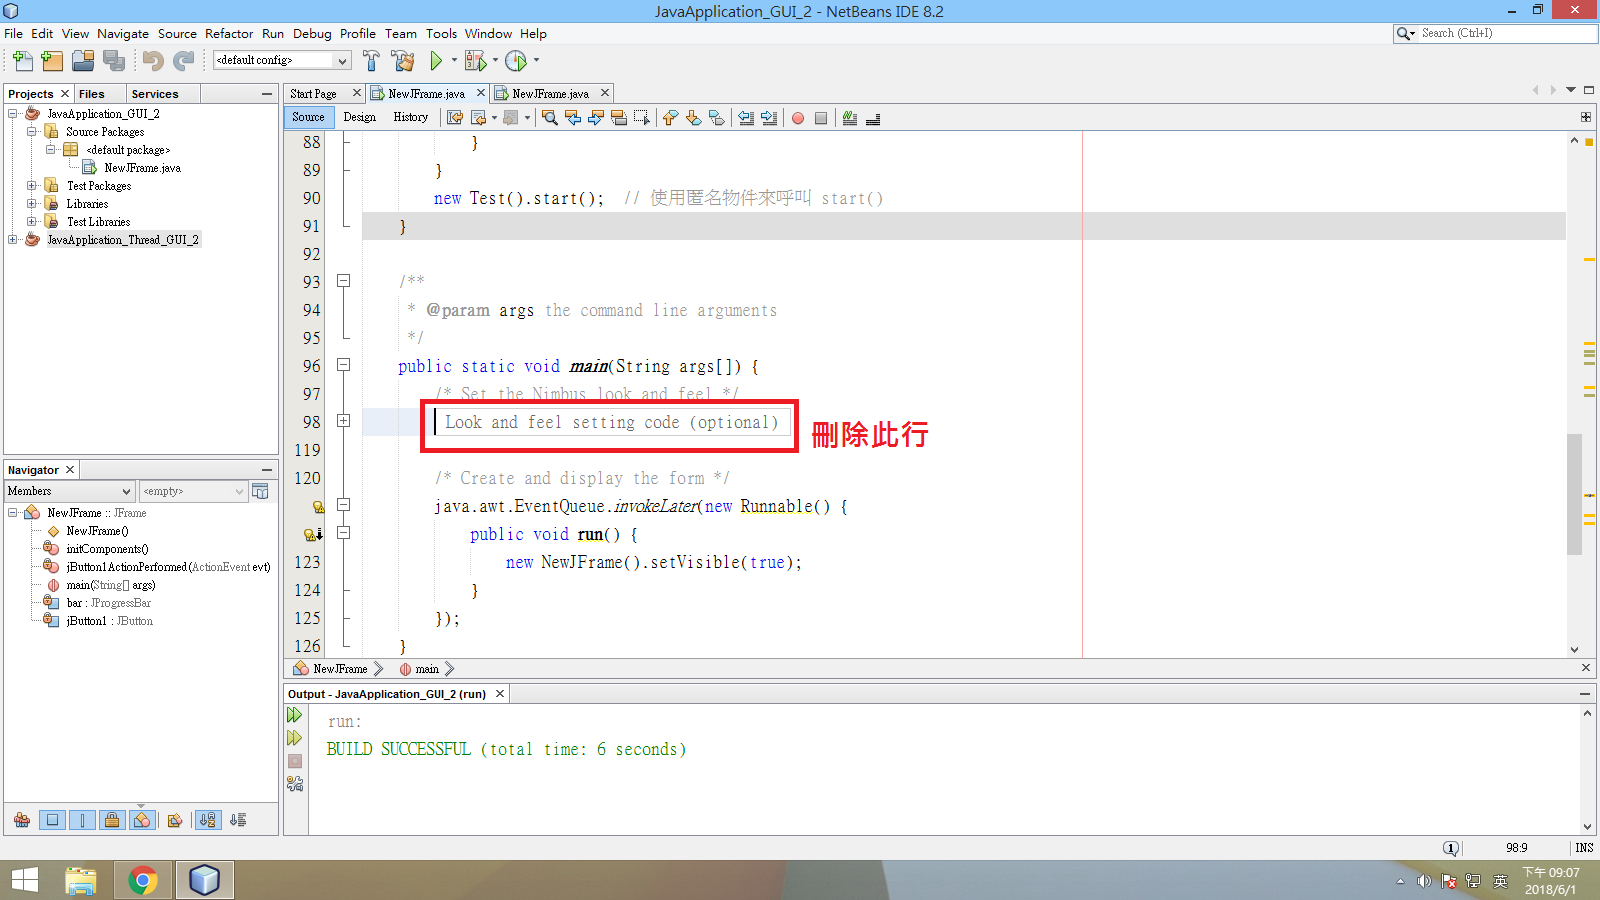 JavaApplication_GUI_2 - NetBeans IDE 8.2
File Edit View Navigate Source Refactor Run Debug Profile Team Tools Window Help
Search (Ctrl+I)
<default config>
Projects Files Services
JavaApplication_GUI_2
Source Packages
<default package>
NewJFrame.java
Test Packages
Libraries
Test Libraries
JavaApplication_Thread_GUI_2
Navigator
Members <empty>
NewJFrame :: JFrame
NewJFrame()
initComponents()
jButton1ActionPerformed(ActionEvent evt)
main(String[] args)
bar : JProgressBar
jButton1 : JButton
Start Page NewJFrame.java NewJFrame.java
Source Design History
88 }
89 }
90 new Test().start(); // 使用匿名物件來呼叫 start()
91 }
92
93 /**
94 * @param args the command line arguments
95 */
96 public static void main(String args[]) {
97 /* Set the Nimbus look and feel */
98 Look and feel setting code (optional)
刪除此行
119
120 /* Create and display the form */
java.awt.EventQueue.invokeLater(new Runnable() {
public void run() {
123 new NewJFrame().setVisible(true);
124 }
125 });
126 }
NewJFrame main
Output - JavaApplication_GUI_2 (run)
run:
BUILD SUCCESSFUL (total time: 6 seconds)
1 98:9 INS
英
下午 09:07
2018/6/1